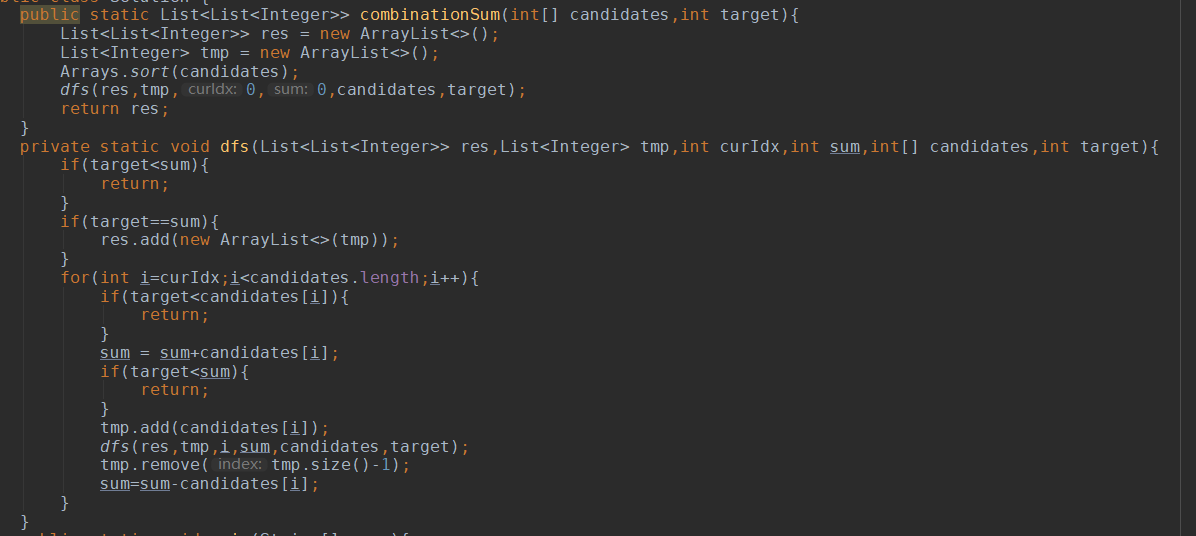 public static List<List<Integer>> combinationSum(int[] candidates,int target){
    List<List<Integer>> res = new ArrayList<>();
    List<Integer> tmp = new ArrayList<>();
    Arrays.sort(candidates);
    dfs(res,tmp, curIdx: 0, sum: 0,candidates,target);
    return res;
}
private static void dfs(List<List<Integer>> res,List<Integer> tmp,int curIdx,int sum,int[] candidates,int target){
    if(target<sum){
        return;
    }
    if(target==sum){
        res.add(new ArrayList<>(tmp));
    }
    for(int i=curIdx;i<candidates.length;i++){
        if(target<candidates[i]){
            return;
        }
        sum = sum+candidates[i];
        if(target<sum){
            return;
        }
        tmp.add(candidates[i]);
        dfs(res,tmp,i,sum,candidates,target);
        tmp.remove( index: tmp.size()-1);
        sum=sum-candidates[i];
    }
}